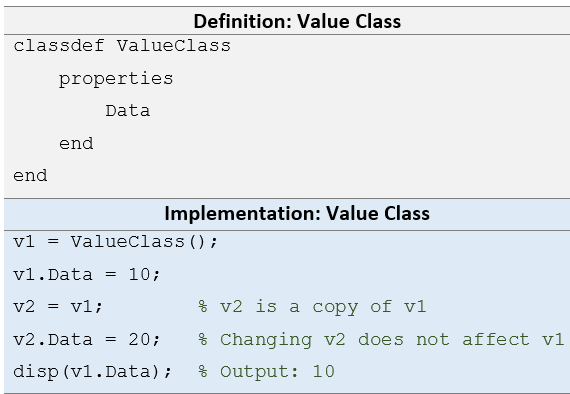 Definition: Value Class
classdef ValueClass
    properties
        Data
    end
end
Implementation: Value Class
v1 = ValueClass();
v1.Data = 10;
v2 = v1;        % v2 is a copy of v1
v2.Data = 20;   % Changing v2 does not affect v1
disp(v1.Data);  % Output: 10